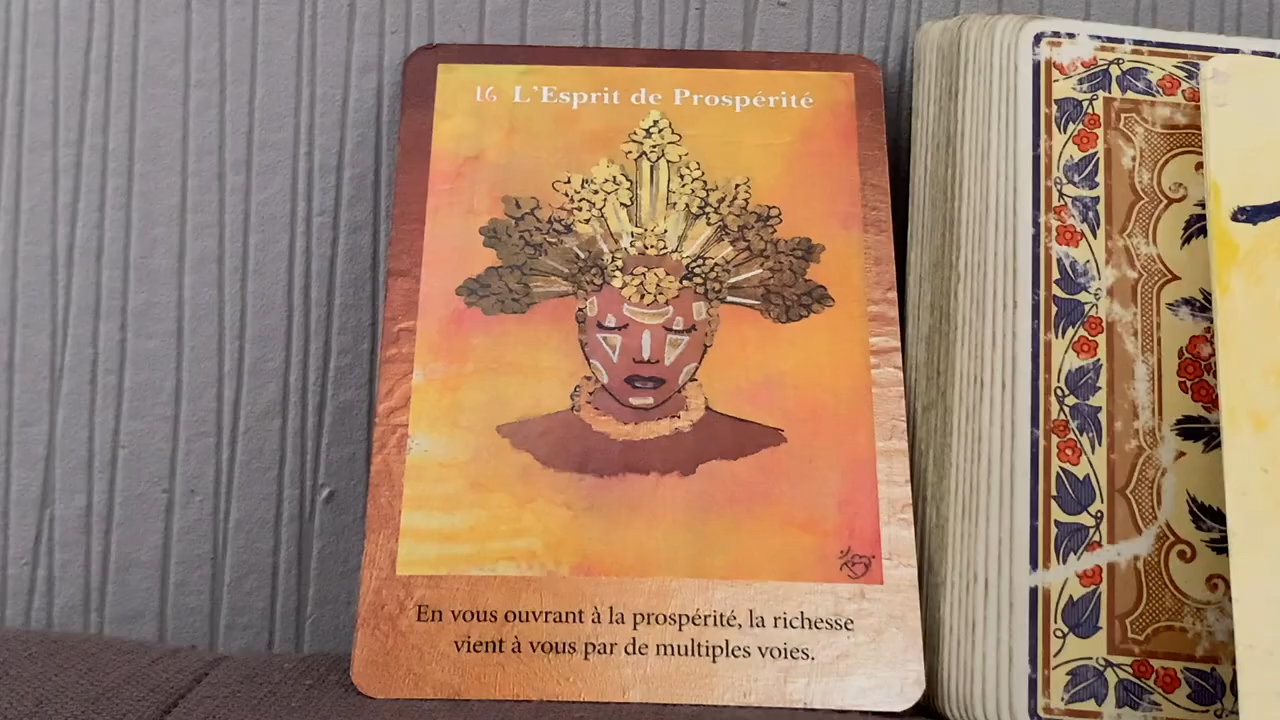 16 L'Esprit de Prospérité
En vous ouvrant à la prospérité, la richesse
vient à vous par de multiples voies.